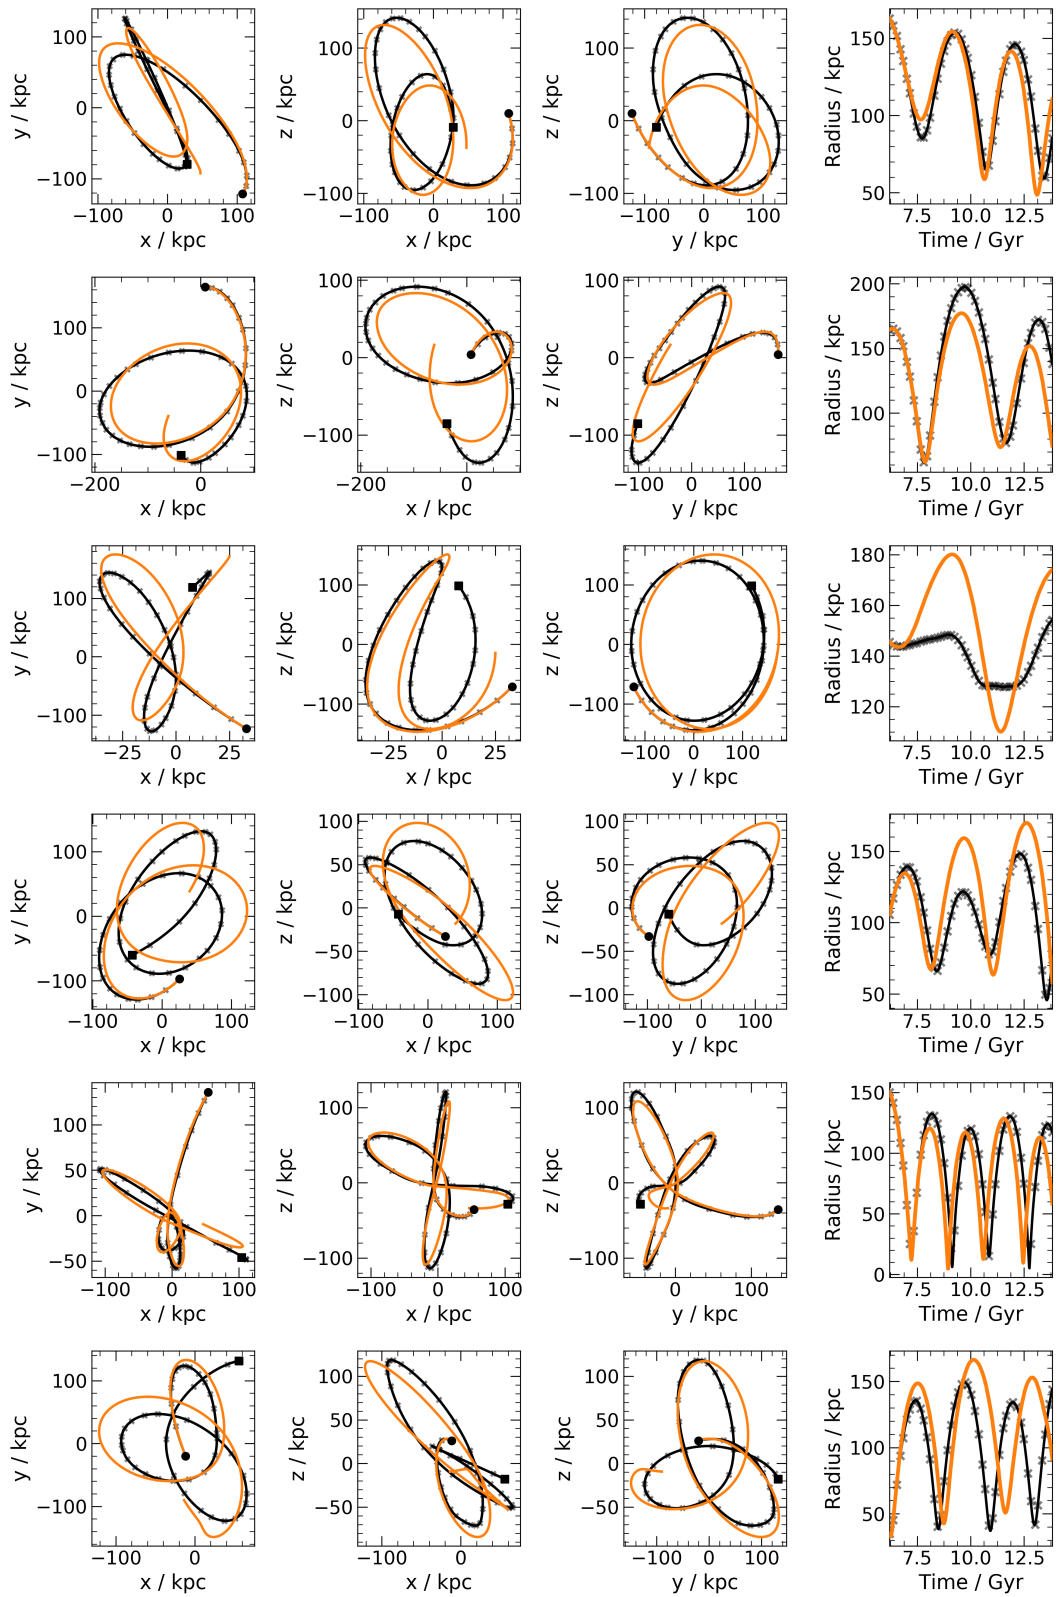 y / kpc
100
0
−100
−100 0 100
x / kpc
z / kpc
100
0
−100
−100 0 100
x / kpc
z / kpc
100
0
−100
−100 0 100
y / kpc
Radius / kpc
150
100
50
7.5 10.0 12.5
Time / Gyr
y / kpc
100
0
−100
−200 0
x / kpc
z / kpc
100
0
−100
−200 0
x / kpc
z / kpc
100
0
−100
−100 0 100
y / kpc
Radius / kpc
200
150
100
7.5 10.0 12.5
Time / Gyr
y / kpc
100
0
−100
−25 0 25
x / kpc
z / kpc
100
0
−100
−25 0 25
x / kpc
z / kpc
100
0
−100
−100 0 100
y / kpc
Radius / kpc
180
160
140
120
7.5 10.0 12.5
Time / Gyr
y / kpc
100
0
−100
−100 0 100
x / kpc
z / kpc
100
50
0
−50
−100
−100 0 100
x / kpc
z / kpc
100
50
0
−50
−100
−100 0 100
y / kpc
Radius / kpc
150
100
50
7.5 10.0 12.5
Time / Gyr
y / kpc
100
50
0
−50
−100 0 100
x / kpc
z / kpc
100
0
−100
−100 0 100
x / kpc
z / kpc
100
0
−100
0 100
y / kpc
Radius / kpc
150
100
50
0
7.5 10.0 12.5
Time / Gyr
y / kpc
100
0
−100
−100 0
x / kpc
z / kpc
100
50
0
−50
−100 0
x / kpc
z / kpc
100
50
0
−50
−100 0 100
y / kpc
Radius / kpc
150
100
50
7.5 10.0 12.5
Time / Gyr